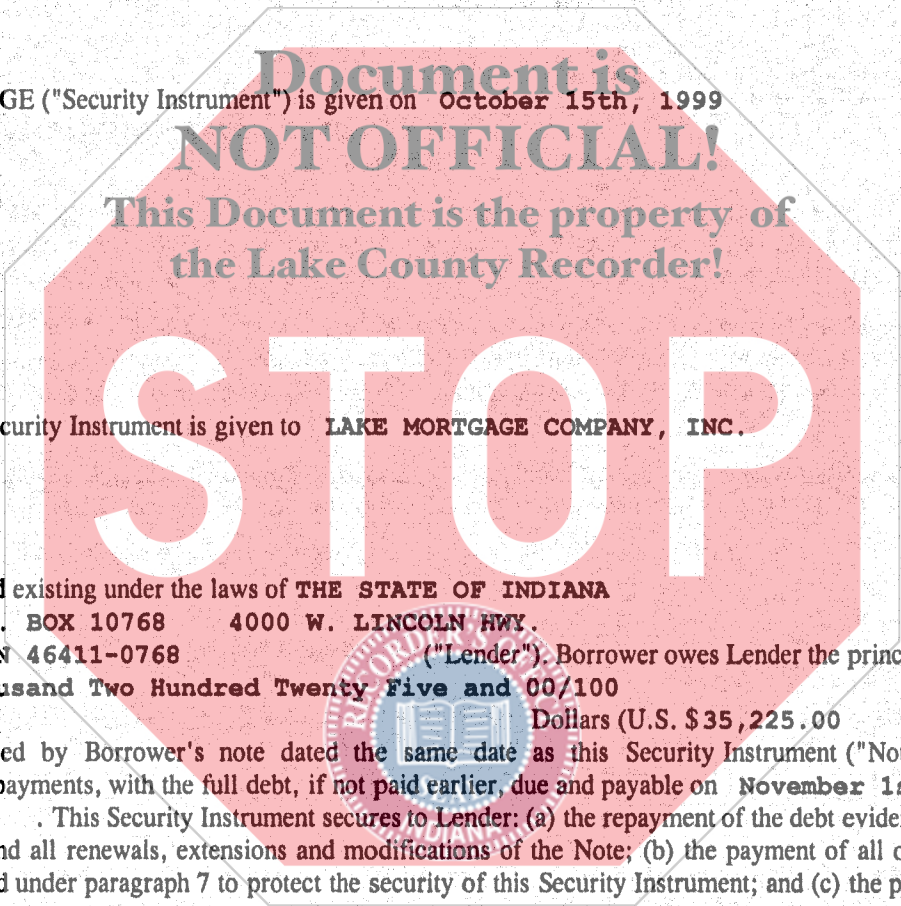 Document is
GE ("Security Instrument") is given on October 15th, 1999
NOT OFFICIAL!
This Document is the property of
the Lake County Recorder!
STOP
curity Instrument is given to LAKE MORTGAGE COMPANY, INC.
existing under the laws of THE STATE OF INDIANA
. BOX 10768 4000 W. LINCOLN HWY.
N 46411-0768 ("Lender"). Borrower owes Lender the princ
usand Two Hundred Twenty Five and 00/100
Dollars (U.S. $35,225.00
ed by Borrower's note dated the same date as this Security Instrument ("No
payments, with the full debt, if not paid earlier, due and payable on November 1s
. This Security Instrument secures to Lender: (a) the repayment of the debt evide
nd all renewals, extensions and modifications of the Note; (b) the payment of all o
d under paragraph 7 to protect the security of this Security Instrument; and (c) the p
RECORDER'S OFFICE
INDIANA